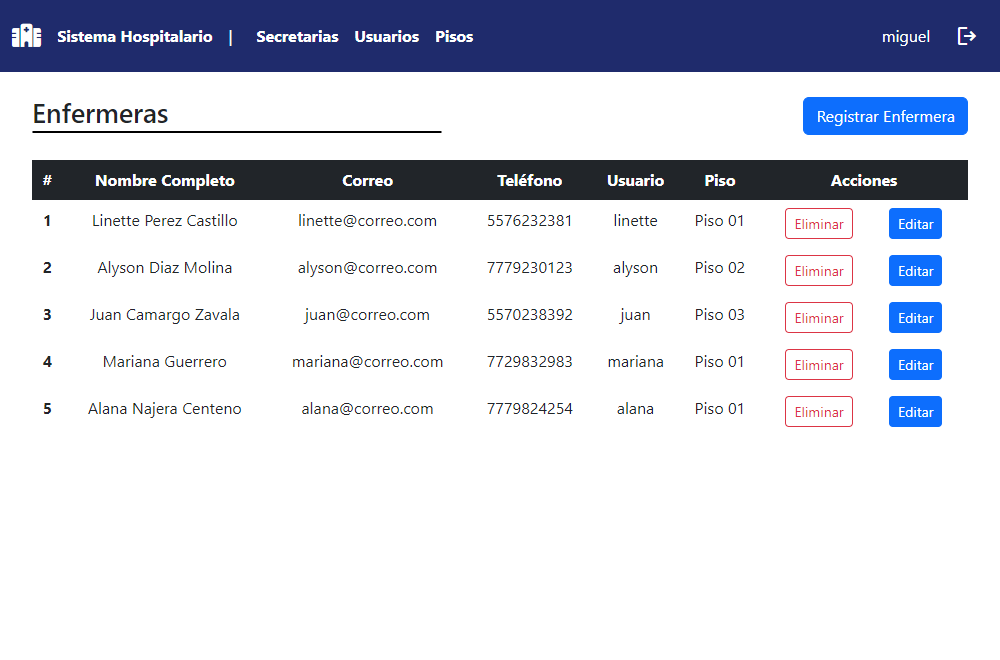 Sistema Hospitalario | Secretarias Usuarios Pisos miguel
Enfermeras Registrar Enfermera
# Nombre Completo Correo Teléfono Usuario Piso Acciones
1 Linette Perez Castillo linette@correo.com 5576232381 linette Piso 01 Eliminar Editar
2 Alyson Diaz Molina alyson@correo.com 7779230123 alyson Piso 02 Eliminar Editar
3 Juan Camargo Zavala juan@correo.com 5570238392 juan Piso 03 Eliminar Editar
4 Mariana Guerrero mariana@correo.com 7729832983 mariana Piso 01 Eliminar Editar
5 Alana Najera Centeno alana@correo.com 7779824254 alana Piso 01 Eliminar Editar